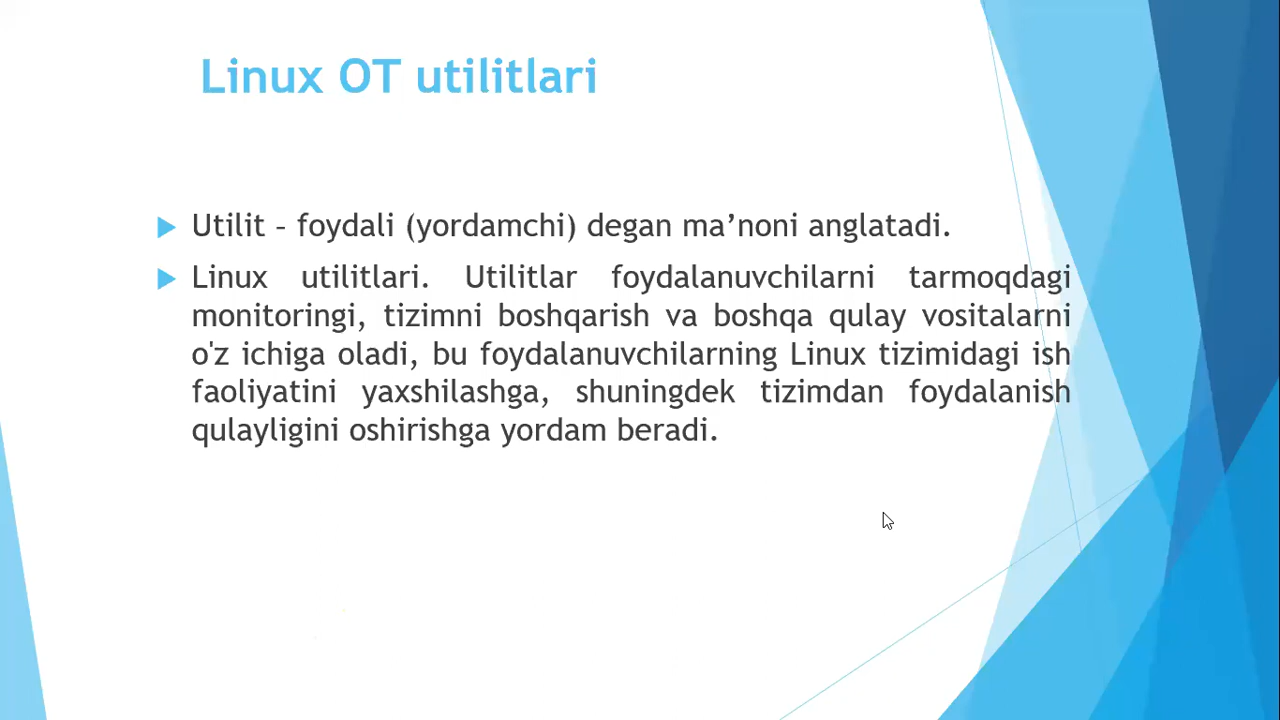 Linux OT utilitlari
Utilit – foydali (yordamchi) degan ma’noni anglatadi.
Linux utilitlari. Utilitlar foydalanuvchilarni tarmoqdagi
monitoringi, tizimni boshqarish va boshqa qulay vositalarni
o'z ichiga oladi, bu foydalanuvchilarning Linux tizimidagi ish
faoliyatini yaxshilashga, shuningdek tizimdan foydalanish
qulayligini oshirishga yordam beradi.